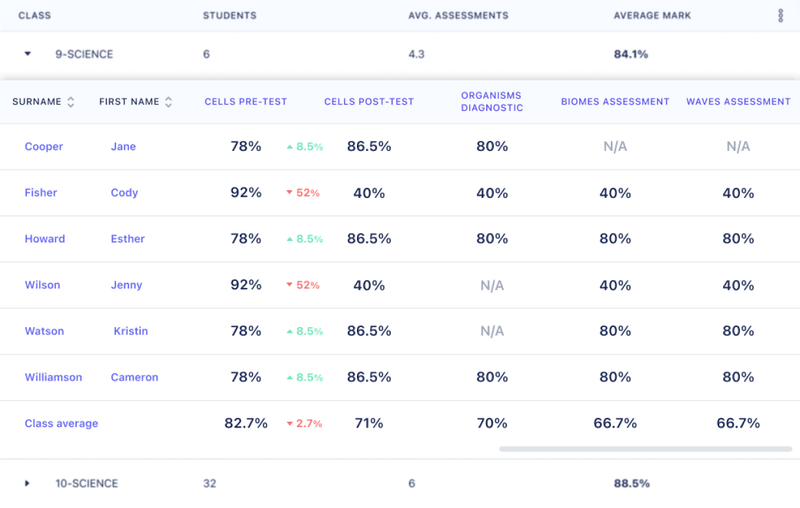 CLASS STUDENTS AVG. ASSESSMENTS AVERAGE MARK
9-SCIENCE 6 4.3 84.1%
SURNAME FIRST NAME CELLS PRE-TEST CELLS POST-TEST ORGANISMS DIAGNOSTIC BIOMES ASSESSMENT WAVES ASSESSMENT
Cooper Jane 78% 8.5% 86.5% 80% N/A N/A
Fisher Cody 92% 52% 40% 40% 40% 40%
Howard Esther 78% 8.5% 86.5% 80% 80% 80%
Wilson Jenny 92% 52% 40% N/A 40% 40%
Watson Kristin 78% 8.5% 86.5% N/A 80% 80%
Williamson Cameron 78% 8.5% 86.5% 80% 80% 80%
Class average 82.7% 2.7% 71% 70% 66.7% 66.7%
10-SCIENCE 32 6 88.5%